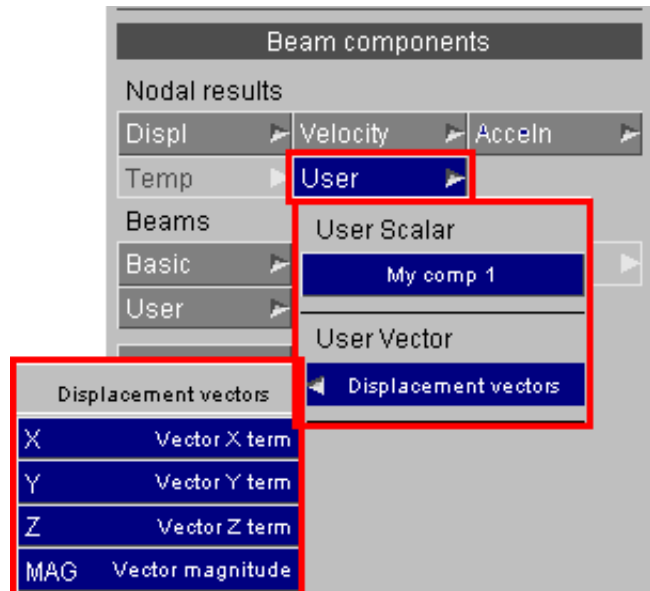 Beam components
Nodal results
Displ Velocity Acceln
Temp User
Beams User Scalar
Basic My comp 1
User
User Vector
Displacement vectors Displacement vectors
X Vector X term
Y Vector Y term
Z Vector Z term
MAG Vector magnitude